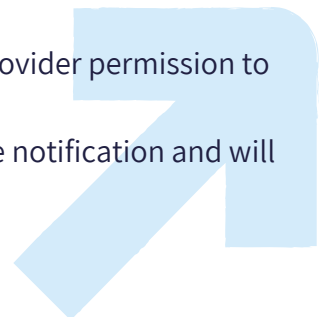 ovider permission to
e notification and will